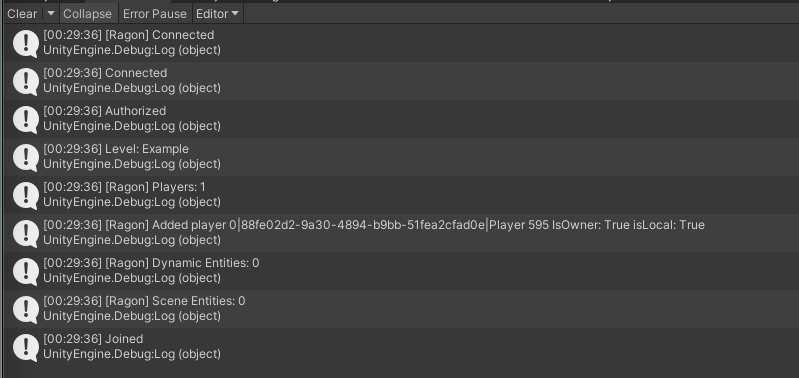 Clear Collapse Error Pause Editor
[00:29:36] [Ragon] Connected
UnityEngine.Debug:Log (object)
[00:29:36] Connected
UnityEngine.Debug:Log (object)
[00:29:36] Authorized
UnityEngine.Debug:Log (object)
[00:29:36] Level: Example
UnityEngine.Debug:Log (object)
[00:29:36] [Ragon] Players: 1
UnityEngine.Debug:Log (object)
[00:29:36] [Ragon] Added player 0|88fe02d2-9a30-4894-b9bb-51fea2cfad0e|Player 595 IsOwner: True isLocal: True
UnityEngine.Debug:Log (object)
[00:29:36] [Ragon] Dynamic Entities: 0
UnityEngine.Debug:Log (object)
[00:29:36] [Ragon] Scene Entities: 0
UnityEngine.Debug:Log (object)
[00:29:36] Joined
UnityEngine.Debug:Log (object)